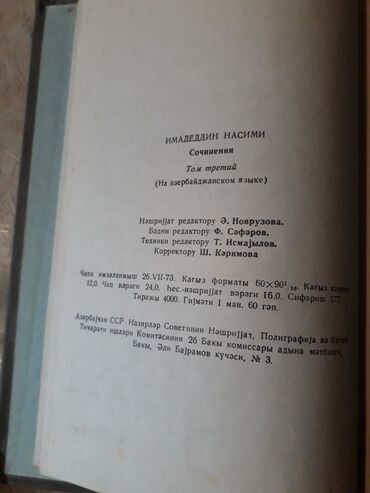 ИМАДЕДДИН НАСИМИ
Сочинения
Том третий
(На азербайджанском языке)
Нәшријјат редактору Ә. Новрузова.
Бәдии редактору Ф. Сәфәров.
Техники редактору Т. Исмајылов.
Корректору Ш. Кәримова
Чапа имзаланмыш 26.VII-73. Кағыз форматы 60×90¹/₁₆. Кағыз вәрәги
12,0. Чап вәрәги 24,0. һес.-нәшријјат вәрәги 16,0. Сифариш 577.
Тиражы 4000. Гијмәти 1 ман. 60 гәп.
Азәрбајҹан ССР Назирләр Советинин Нәшријјат, Полиграфија вә Китаб
Тиҹарәти ишләри Комитәсинин 26 Бакы комиссары адына мәтбәәси.
Бакы, Әли Бајрамов күчәси, № 3.